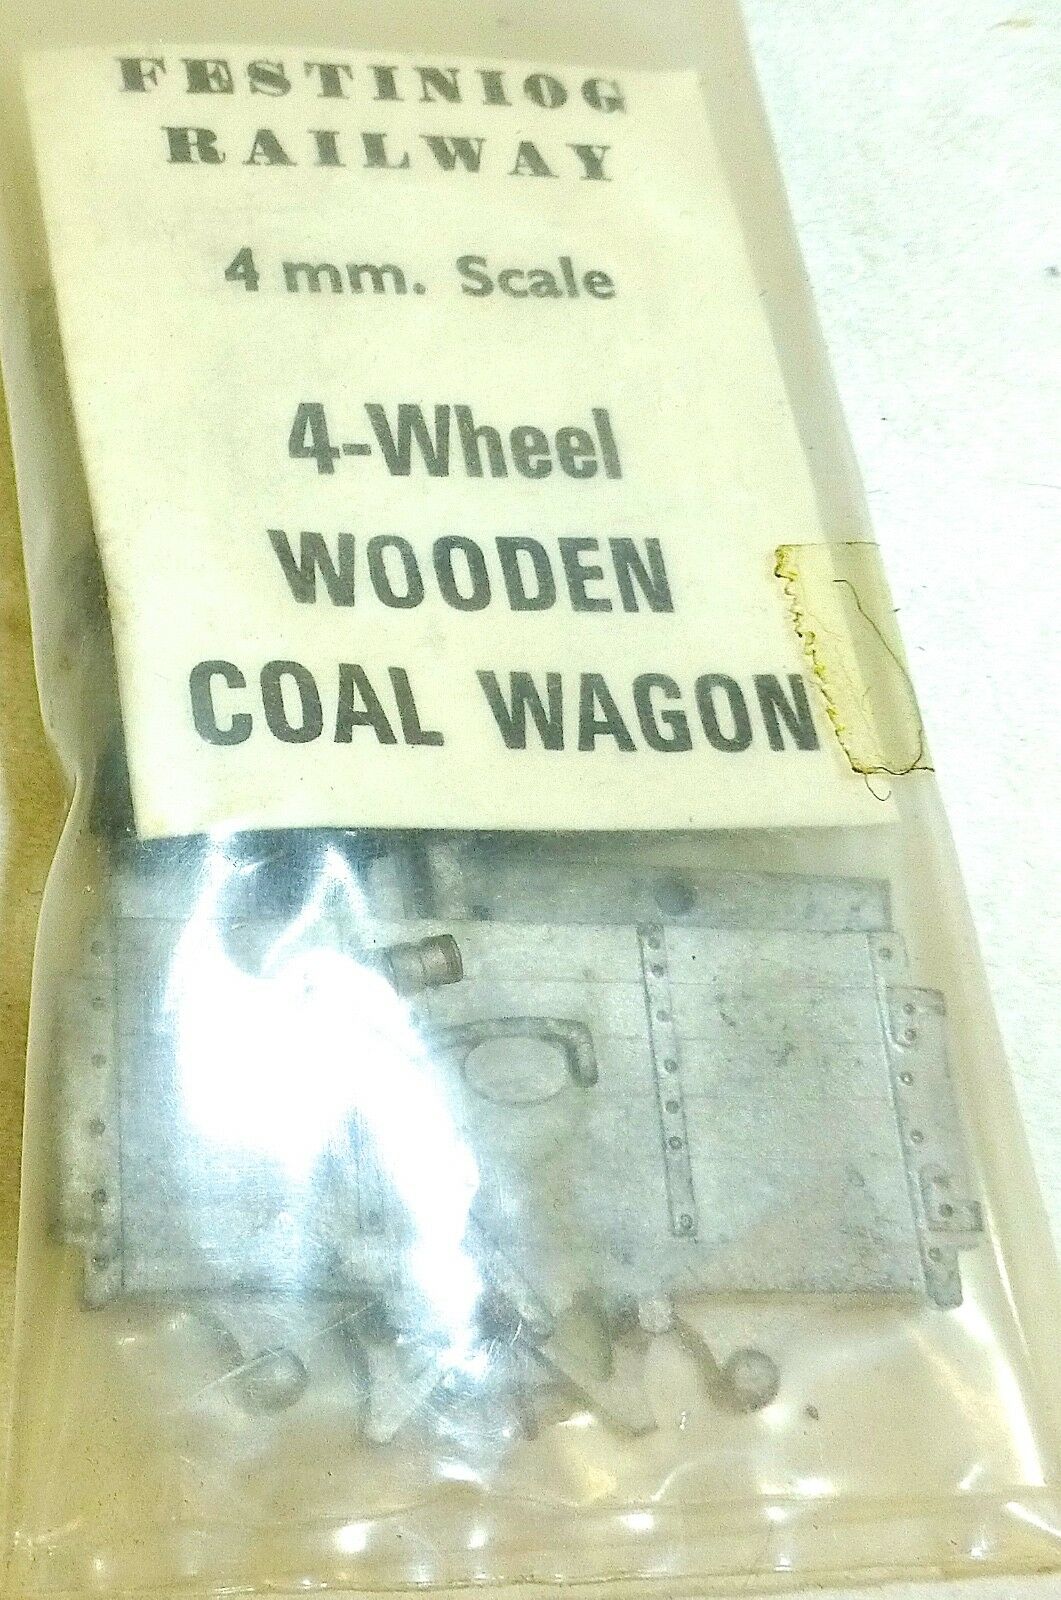 FESTINIOG
RAILWAY
4 mm. Scale
4-Wheel
WOODEN
COAL WAGON